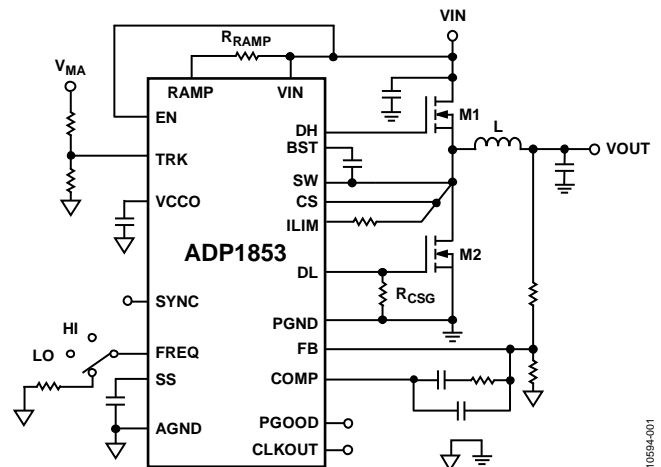 VIN
RRAMP
VMA
RAMP
VIN
EN
DH
M1
BST
L
TRK
VOUT
SW
VCCO
CS
ILIM
ADP1853
DL
M2
SYNC
RCSG
HI
PGND
LO
FREQ
FB
SS
COMP
PGOOD
AGND
CLKOUT
10594-001